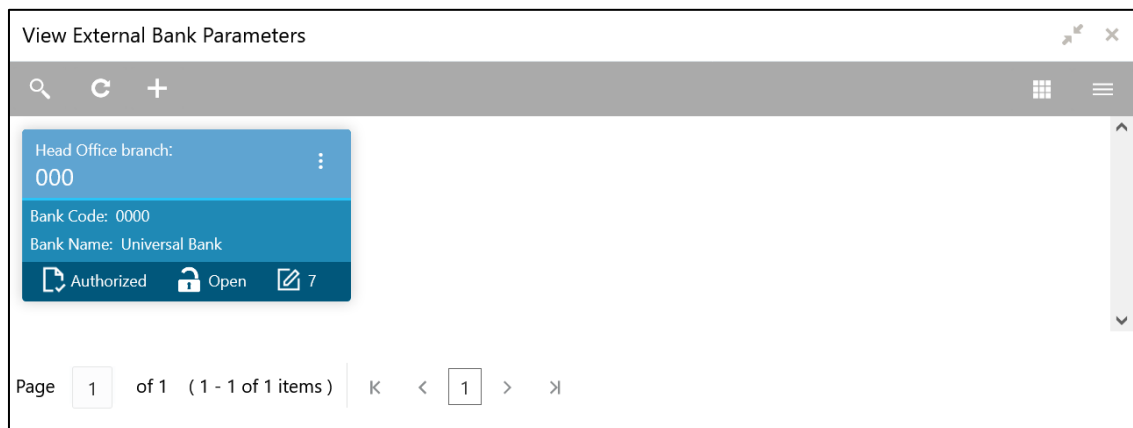 View External Bank Parameters
Head Office branch:
000
Bank Code: 0000
Bank Name: Universal Bank
Authorized Open 7
Page 1 of 1 ( 1 - 1 of 1 items ) 1